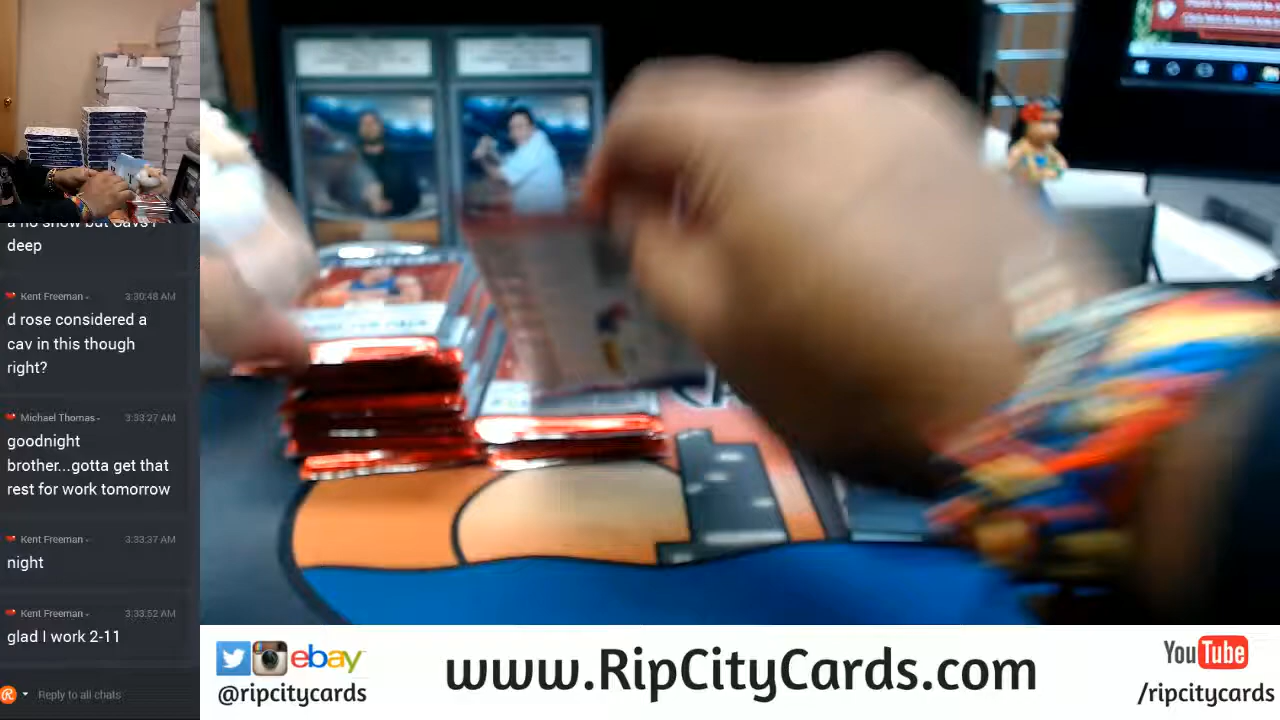 deep
Kent Freeman - 3:30:48 AM
d rose considered a
cav in this though
right?
Michael Thomas - 3:33:27 AM
goodnight
brother...gotta get that
rest for work tomorrow
Kent Freeman - 3:33:37 AM
night
Kent Freeman - 3:33:52 AM
glad I work 2-11
Reply to all chats
ebay
@ripcitycards
www.RipCityCards.com
YouTube
/ripcitycards